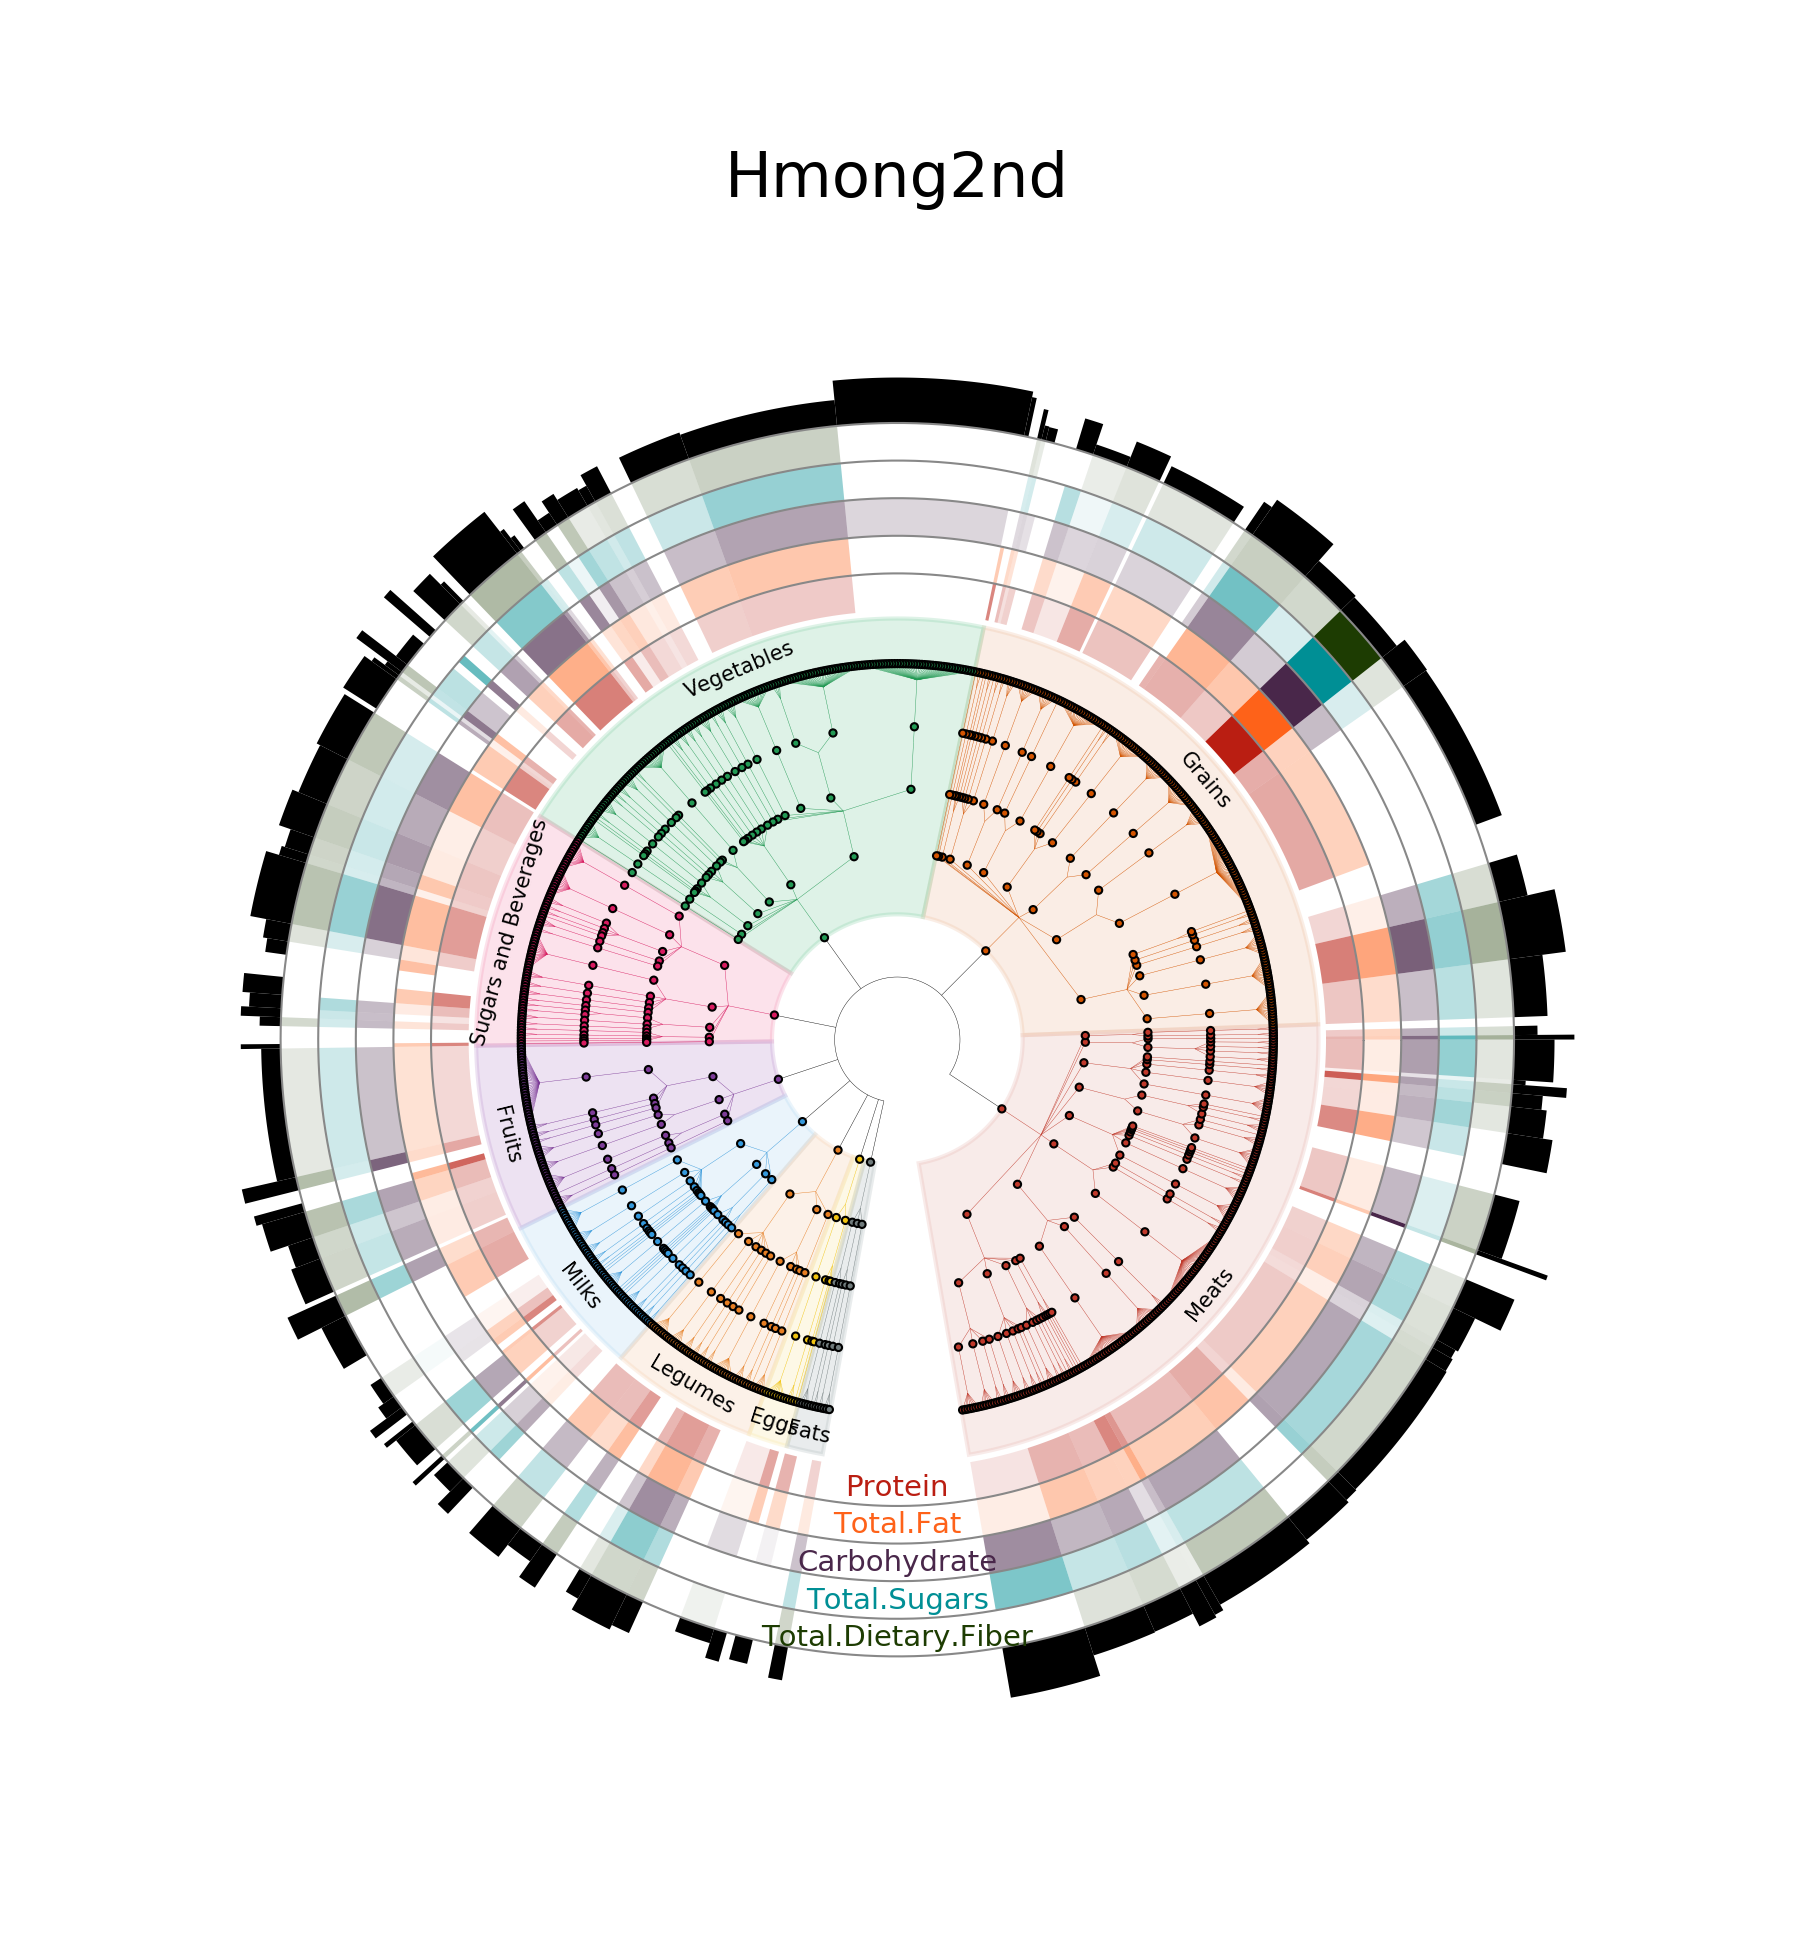 Hmong2nd
Vegetables
Grains
Sugars and Beverages
Fruits
Milks
Legumes
Eggs
Fats
Meats
Protein
Total.Fat
Carbohydrate
Total.Sugars
Total.Dietary.Fiber